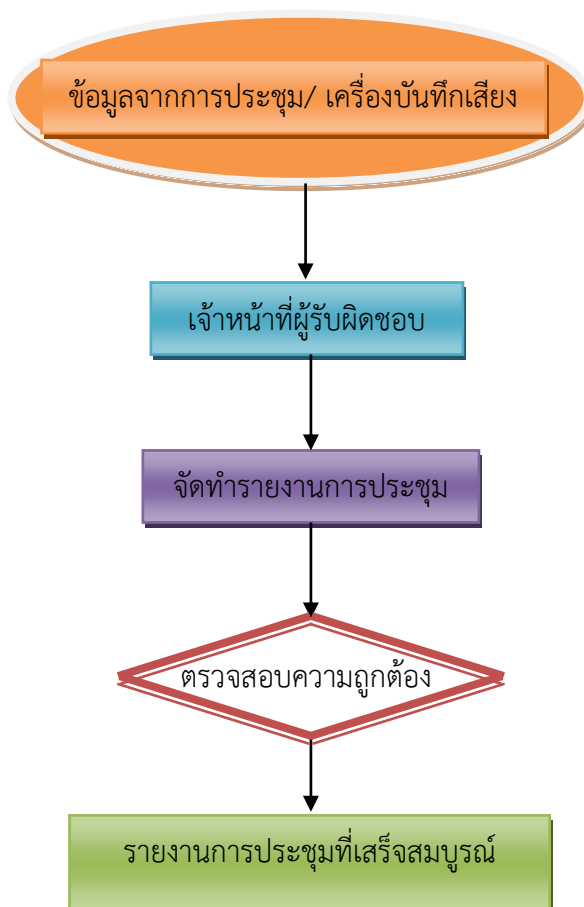 ข้อมูลจากการประชุม/ เครื่องบันทึกเสียง
เจ้าหน้าที่ผู้รับผิดชอบ
จัดทำรายงานการประชุม
ตรวจสอบความถูกต้อง
รายงานการประชุมที่เสร็จสมบูรณ์